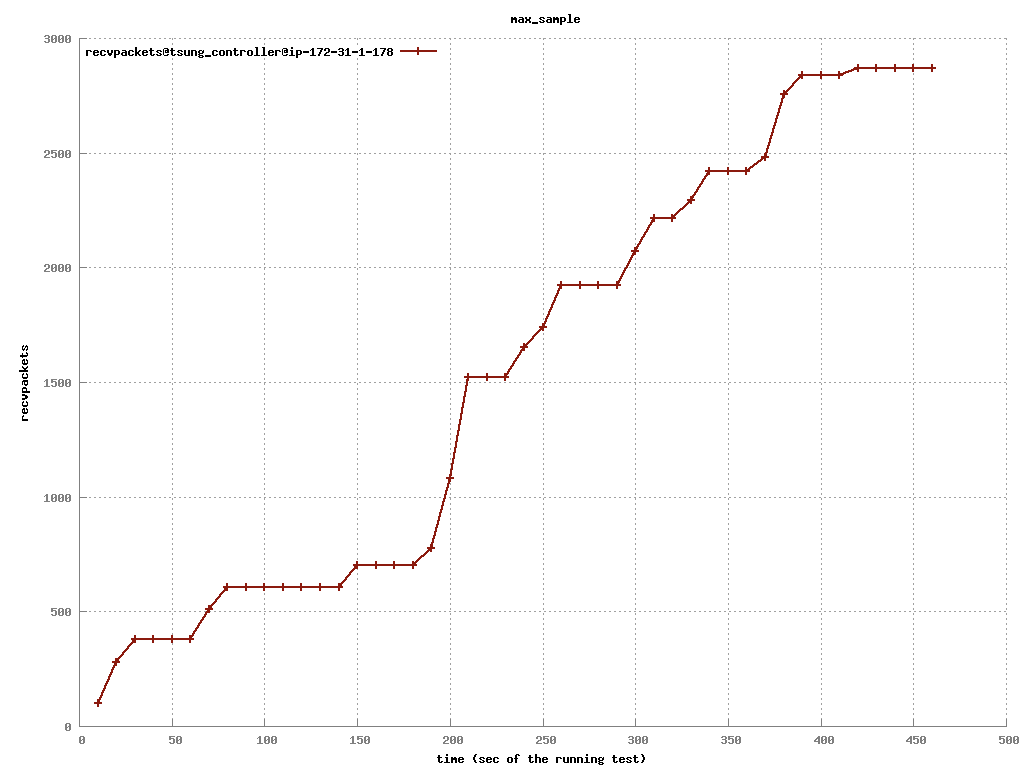 max_sample
recvpackets@tsung_controller@ip-172-31-1-178
3000
2500
2000
1500
1000
500
0
recvpackets
0 50 100 150 200 250 300 350 400 450 500
time (sec of the running test)